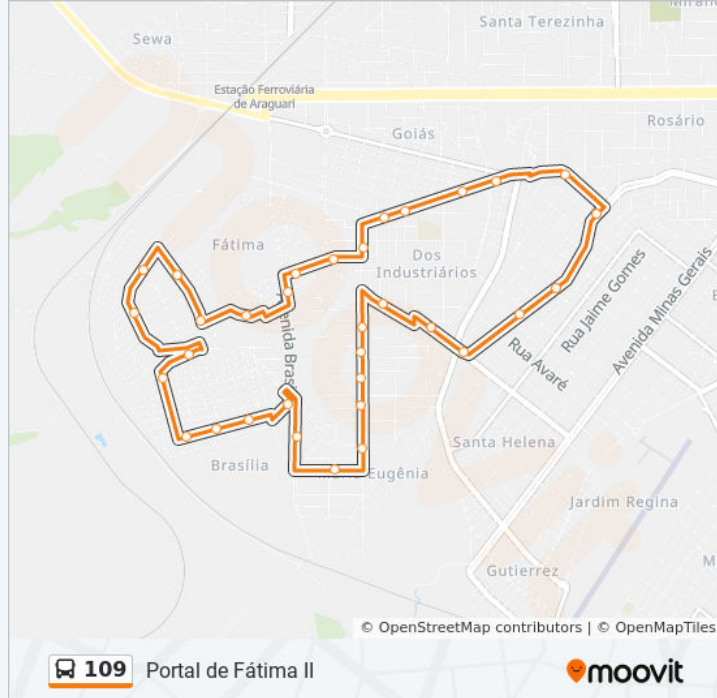 Santa Terezinha
Sewa
Estação Ferroviária
de Araguari
Rosário
Goiás
Fátima
Dos
Industriários
Rua Jaime Gomes
Avenida Minas Gerais
Rua Avaré
Santa Helena
Brasília
Eugênia
Jardim Regina
Gutierrez
© OpenStreetMap contributors | © OpenMapTiles
109 Portal de Fátima II
moovit